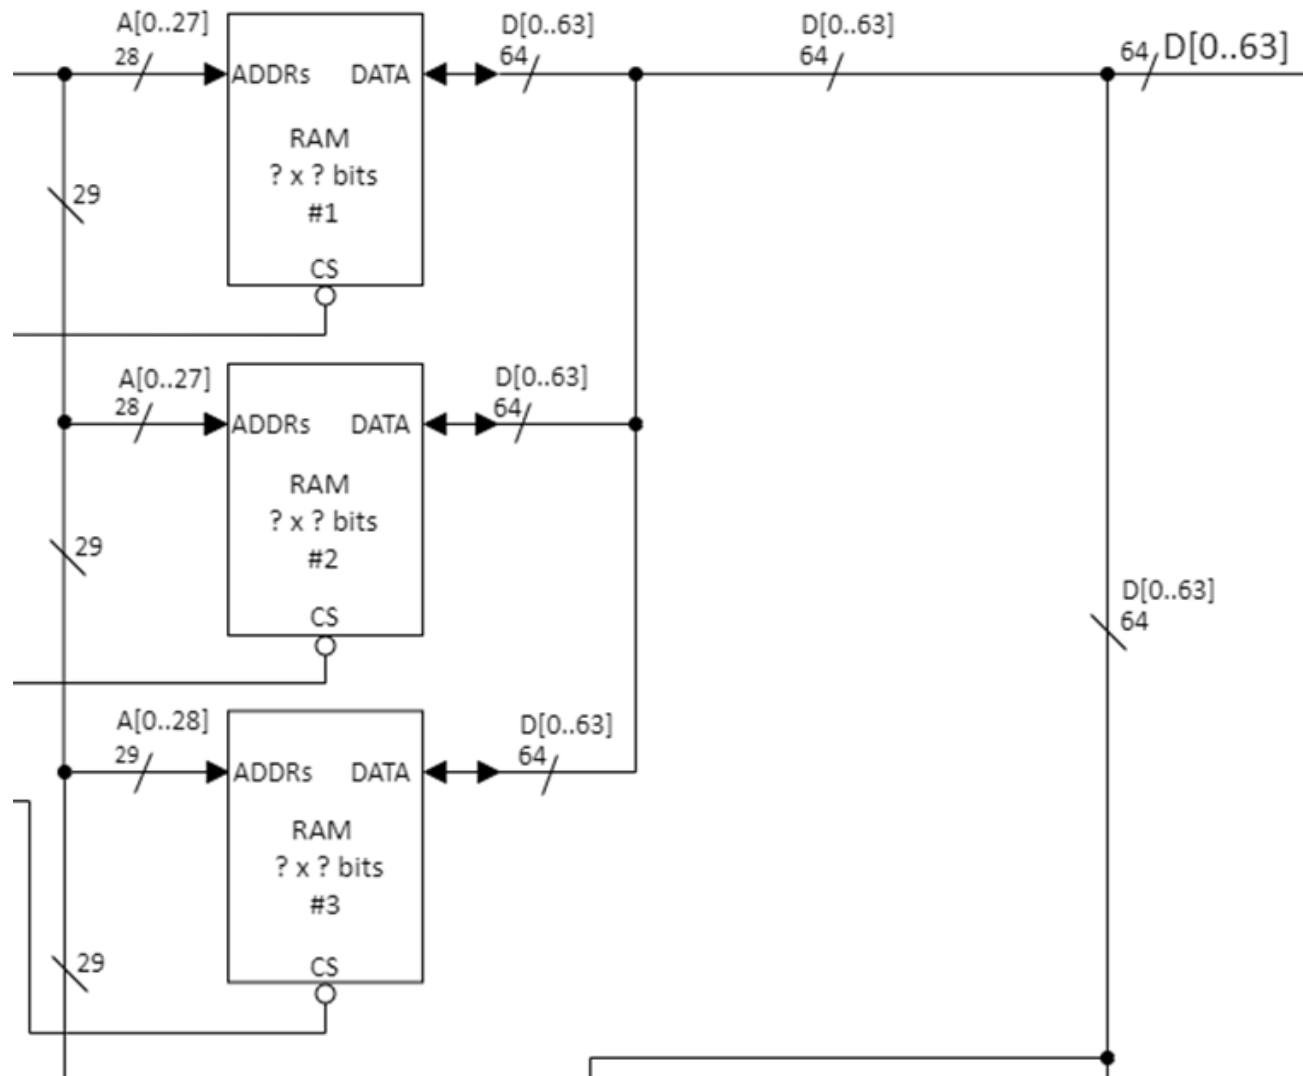 A[0..27]
28
ADDRs DATA
D[0..63]
64
D[0..63]
64
64 D[0..63]
RAM
? x ? bits
#1
CS
29
A[0..27]
28
ADDRs DATA
D[0..63]
64
RAM
? x ? bits
#2
CS
29
D[0..63]
64
A[0..28]
29
ADDRs DATA
D[0..63]
64
RAM
? x ? bits
#3
CS
29